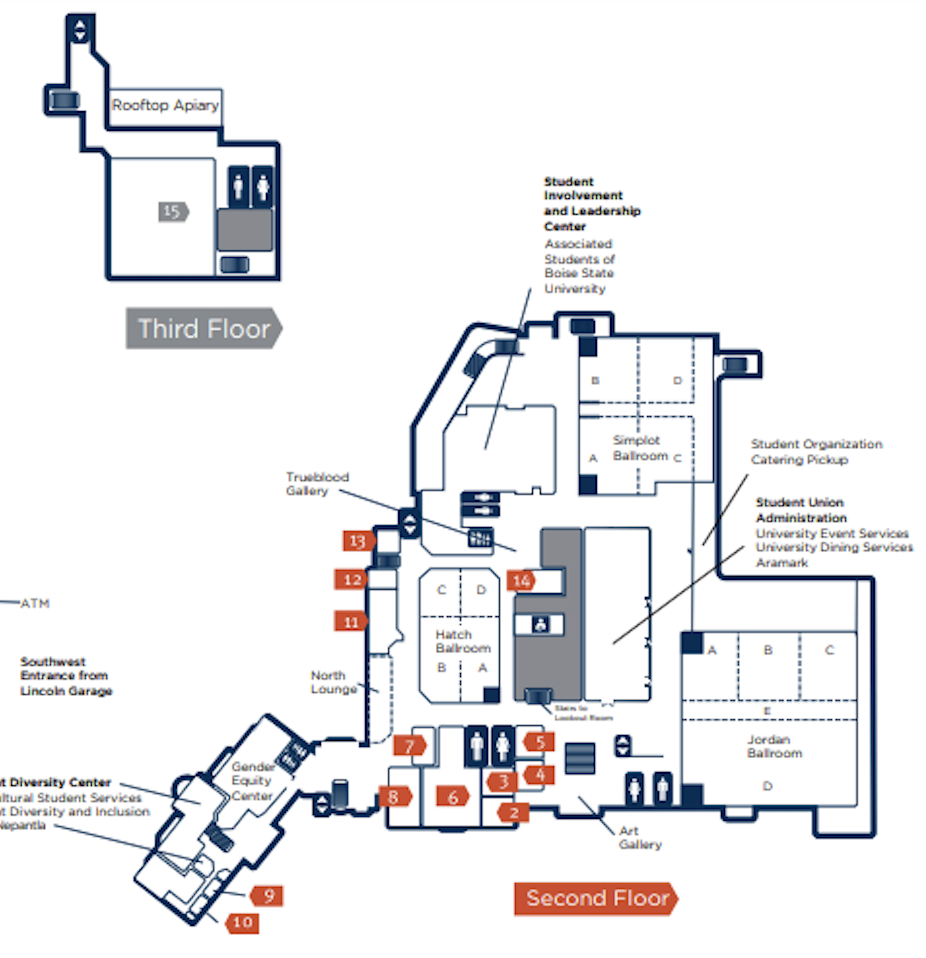 Rooftop Apiary
15
Third Floor
Student
Involvement
and Leadership
Center
Associated
Students of
Boise State
University
B
D
A
Simplot
Ballroom
C
Student Organization
Catering Pickup
Trueblood
Gallery
Student Union
Administration
University Event Services
University Dining Services
Aramark
13
12
14
11
C
D
Hatch
Ballroom
B
A
ATM
Southwest
Entrance from
Lincoln Garage
North
Lounge
Stairs to
Lookout Room
A
B
C
E
Jordan
Ballroom
D
7
5
4
3
8
6
2
Gender
Equity
Center
t Diversity Center
ltural Student Services
t Diversity and Inclusion
Nepantla
Art
Gallery
9
10
Second Floor